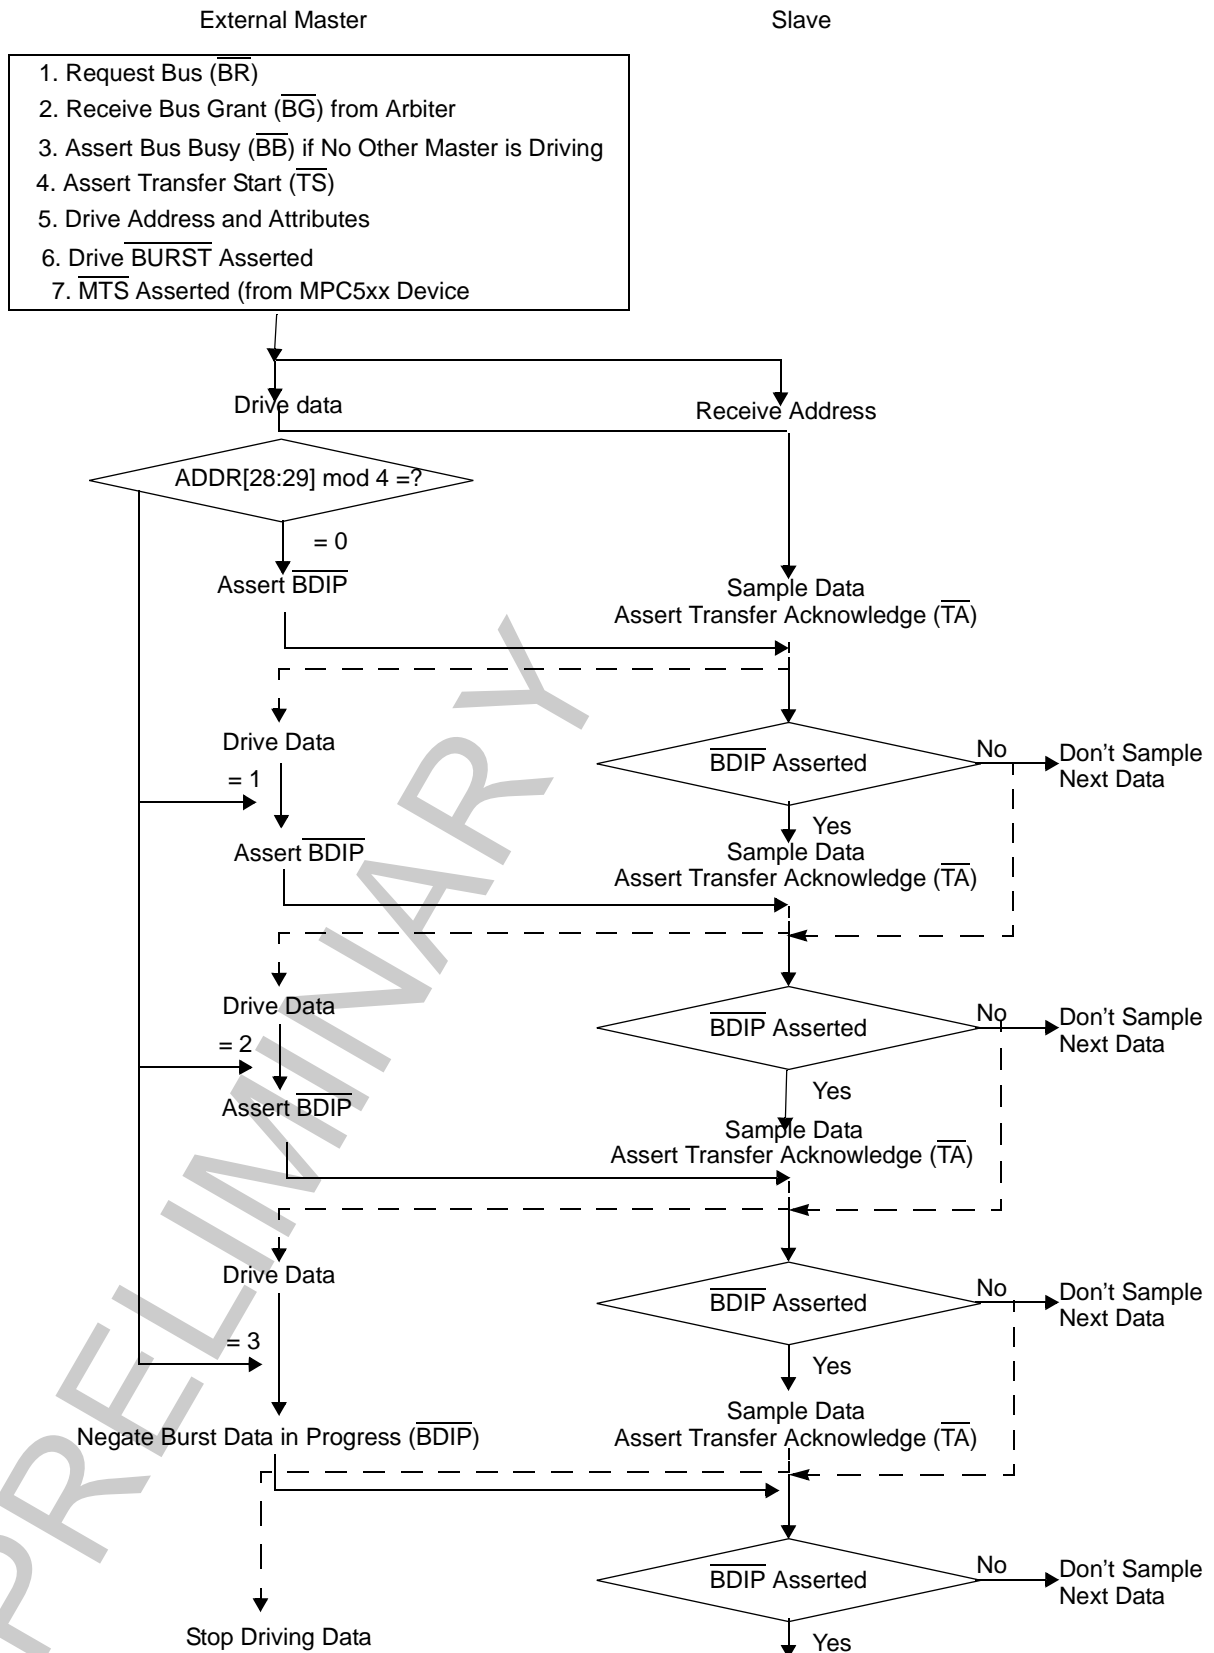 External Master
Slave
1. Request Bus (BR)
2. Receive Bus Grant (BG) from Arbiter
3. Assert Bus Busy (BB) if No Other Master is Driving
4. Assert Transfer Start (TS)
5. Drive Address and Attributes
6. Drive BURST Asserted
7. MTS Asserted (from MPC5xx Device
Drive data
Receive Address
ADDR[28:29] mod 4 =?
= 0
Assert BDIP
Sample Data
Assert Transfer Acknowledge (TA)
Drive Data
BDIP Asserted
No
Don't Sample
Next Data
= 1
Yes
Assert BDIP
Sample Data
Assert Transfer Acknowledge (TA)
Drive Data
BDIP Asserted
No
Don't Sample
Next Data
= 2
Yes
Assert BDIP
Sample Data
Assert Transfer Acknowledge (TA)
Drive Data
BDIP Asserted
No
Don't Sample
Next Data
= 3
Yes
Negate Burst Data in Progress (BDIP)
Sample Data
Assert Transfer Acknowledge (TA)
BDIP Asserted
No
Don't Sample
Next Data
Stop Driving Data
Yes
PRELIMINARY